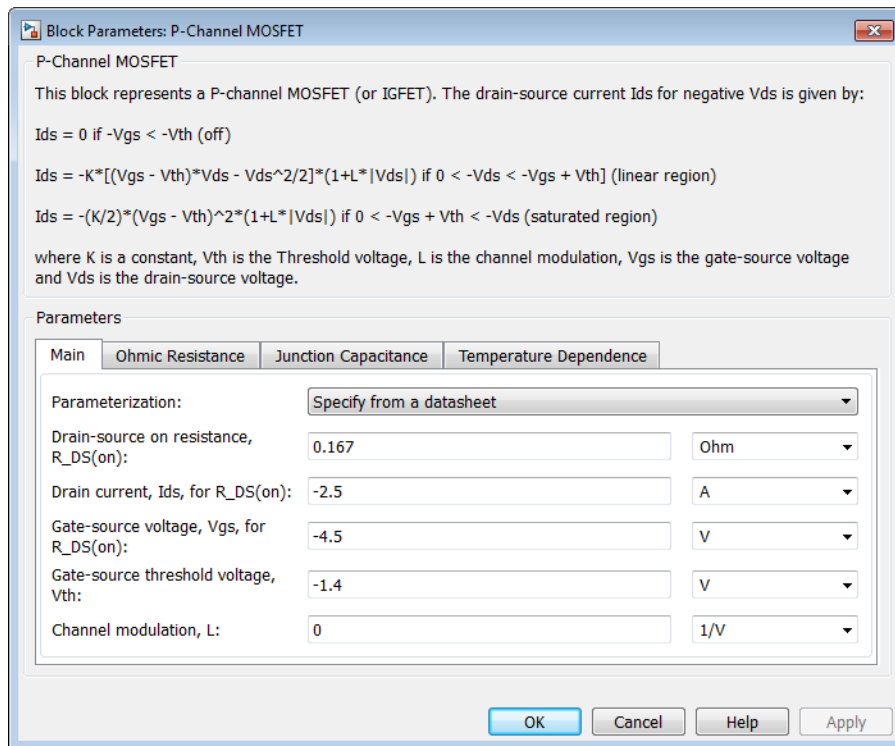 Block Parameters: P-Channel MOSFET
P-Channel MOSFET
This block represents a P-channel MOSFET (or IGFET). The drain-source current Ids for negative Vds is given by:
Ids = 0 if -Vgs < -Vth (off)
Ids = -K*[(Vgs - Vth)*Vds - Vds^2/2]*(1+L*|Vds|) if 0 < -Vds < -Vgs + Vth] (linear region)
Ids = -(K/2)*(Vgs - Vth)^2*(1+L*|Vds|) if 0 < -Vgs + Vth < -Vds (saturated region)
where K is a constant, Vth is the Threshold voltage, L is the channel modulation, Vgs is the gate-source voltage
and Vds is the drain-source voltage.
Parameters
Main Ohmic Resistance Junction Capacitance Temperature Dependence
Parameterization: Specify from a datasheet
Drain-source on resistance,
R_DS(on): 0.167 Ohm
Drain current, Ids, for R_DS(on): -2.5 A
Gate-source voltage, Vgs, for
R_DS(on): -4.5 V
Gate-source threshold voltage,
Vth: -1.4 V
Channel modulation, L: 0 1/V
OK Cancel Help Apply